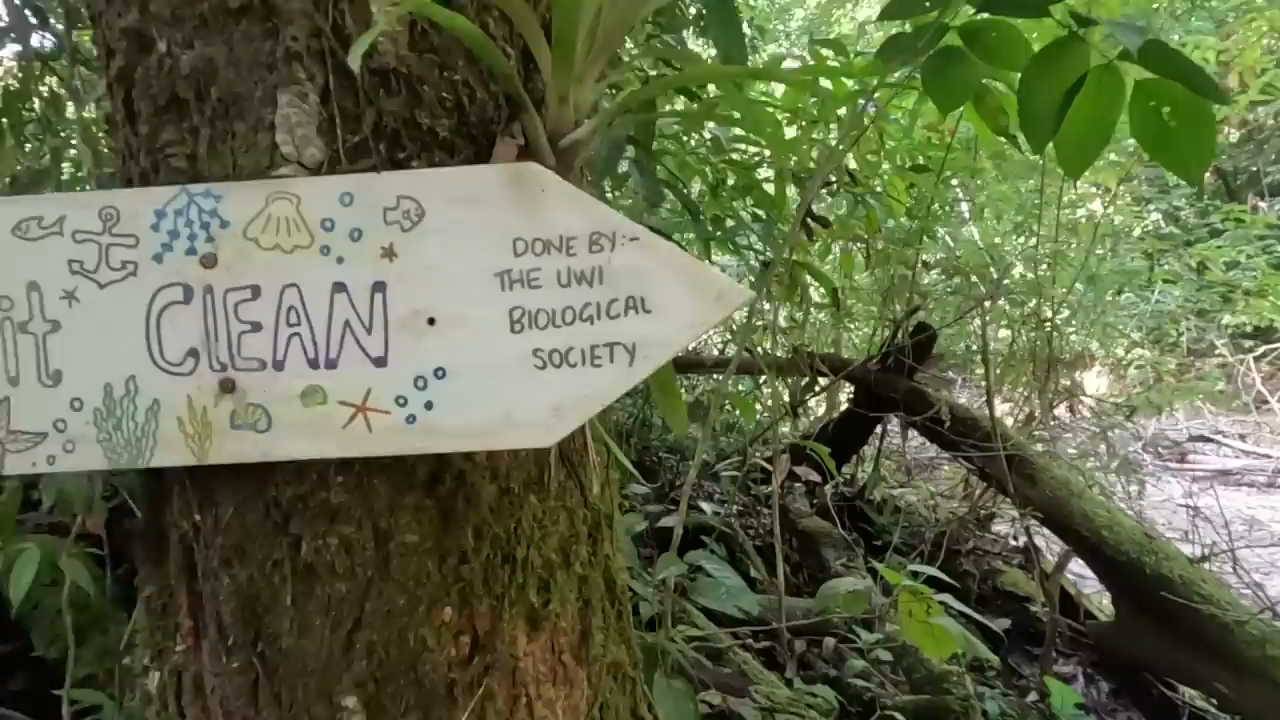 it ClEAN
DONE BY:-
THE UWI
BIOLOGICAL
SOCIETY